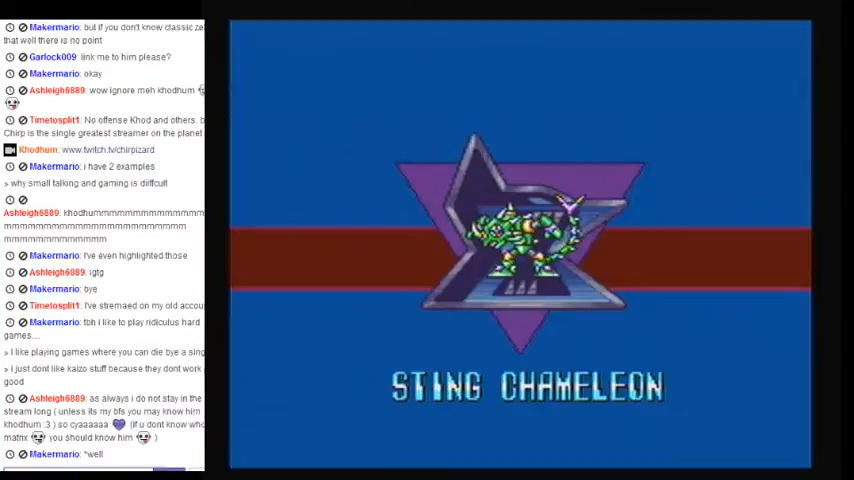 Makermario: but if you don't know classic ze
that well there is no point
Garlock009: link me to him please?
Makermario: okay
Ashleigh6889: wow ignore meh khodhum
Timetosplit1: No offense Khod and others, b
Chirp is the single greatest streamer on the planet
Khodhum: www.twitch.tv/chirpizard
Makermario: i have 2 examples
» why small talking and gaming is diifcult
Ashleigh6889: khodhummmmmmmmmmmm
mmmmmmmmmmmmmmmmmmmmmmm
mmmmmmmmmmmmm
Makermario: I've even highlighted those
Ashleigh6889: igtg
Makermario: bye
Timetosplit1: I've stremaed on my old accou
Makermario: tbh i like to play ridiculus hard
games...
» I like playing games where you can die bye a sing
» i just dont like kaizo stuff because they dont work
good
Ashleigh6889: as always i do not stay in the
stream long ( unless its my bfs you may know him
khodhum :3 ) so cyaaaaaa (if u dont know who
matrix you should know him )
Makermario: *well
STING CHAMELEON